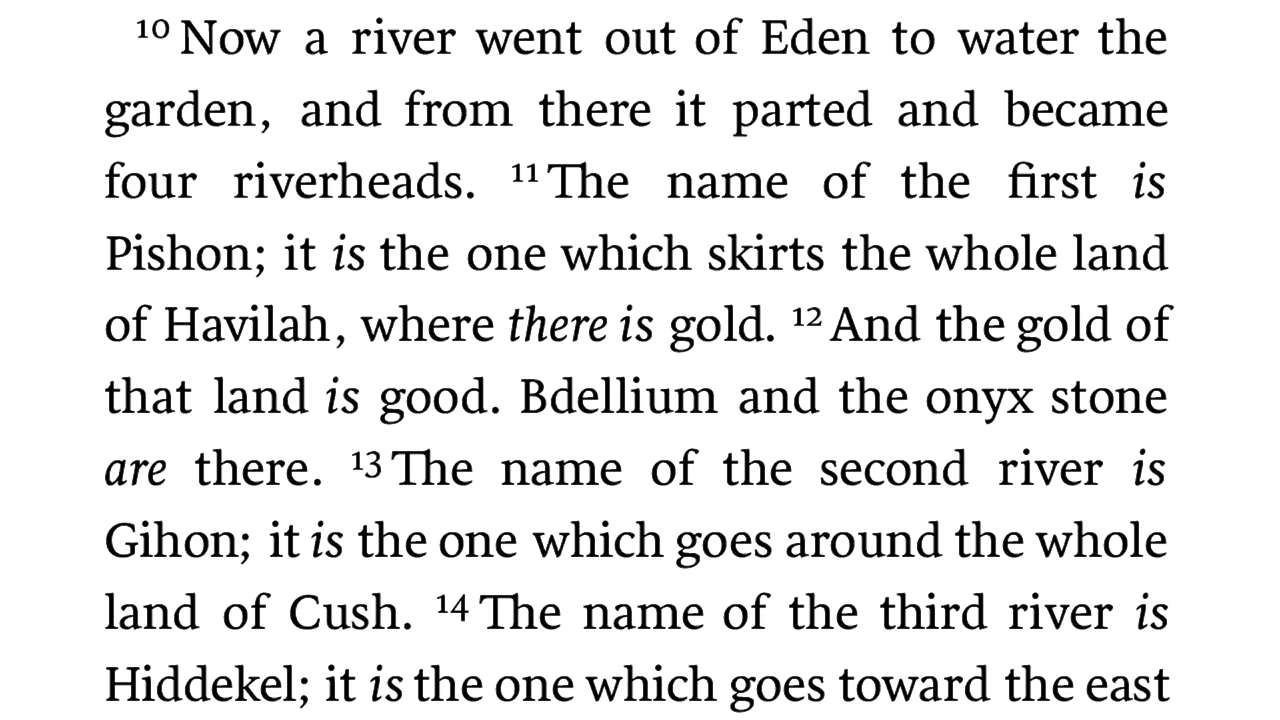 ¹⁰ Now a river went out of Eden to water the
garden, and from there it parted and became
four riverheads. ¹¹ The name of the first is
Pishon; it is the one which skirts the whole land
of Havilah, where there is gold. ¹² And the gold of
that land is good. Bdellium and the onyx stone
are there. ¹³ The name of the second river is
Gihon; it is the one which goes around the whole
land of Cush. ¹⁴ The name of the third river is
Hiddekel; it is the one which goes toward the east